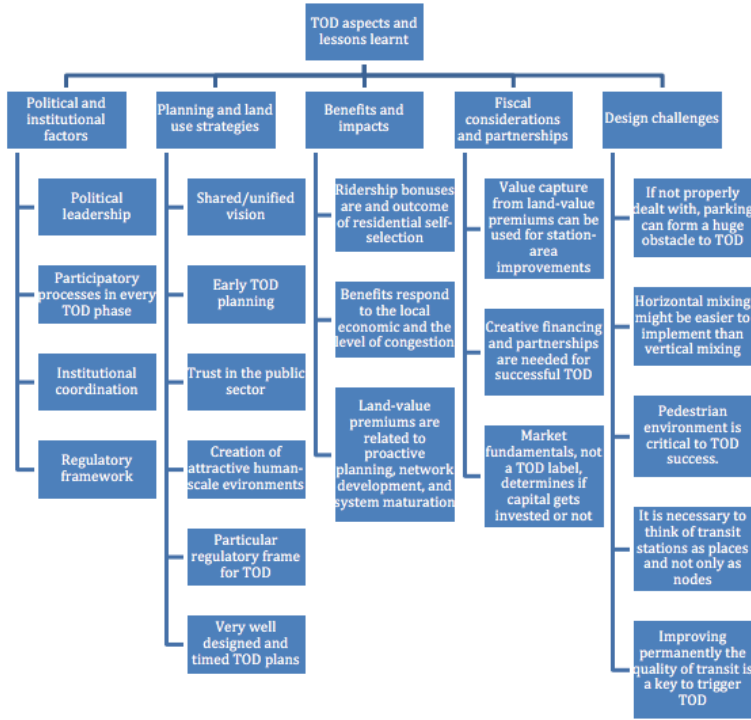 TOD aspects and
lessons learnt
Political and
institutional
factors
Political
leadership
Participatory
processes in every
TOD phase
Institutional
coordination
Regulatory
framework
Planning and land
use strategies
Shared/unified
vision
Early TOD
planning
Trust in the public
sector
Creation of
attractive human-
scale evironments
Particular
regulatory frame
for TOD
Very well
designed and
timed TOD plans
Benefits and
impacts
Ridership bonuses
are and outcome
of residential self-
selection
Benefits respond
to the local
economic and the
level of congestion
Land-value
premiums are
related to
proactive
planning, network
development, and
system maturation
Fiscal
considerations
and partnerships
Value capture
from land-value
premiums can be
used for station-
area
improvements
Creative financing
and partnerships
are needed for
successful TOD
Market
fundamentals, not
a TOD label,
determines if
capital gets
invested or not
Design challenges
If not properly
dealt with, parking
can form a huge
obstacle to TOD
Horizontal mixing
might be easier to
implement than
vertical mixing
Pedestrian
environment is
critical to TOD
success.
It is necessary to
think of transit
stations as places
and not only as
nodes
Improving
permanently the
quality of transit is
a key to trigger
TOD